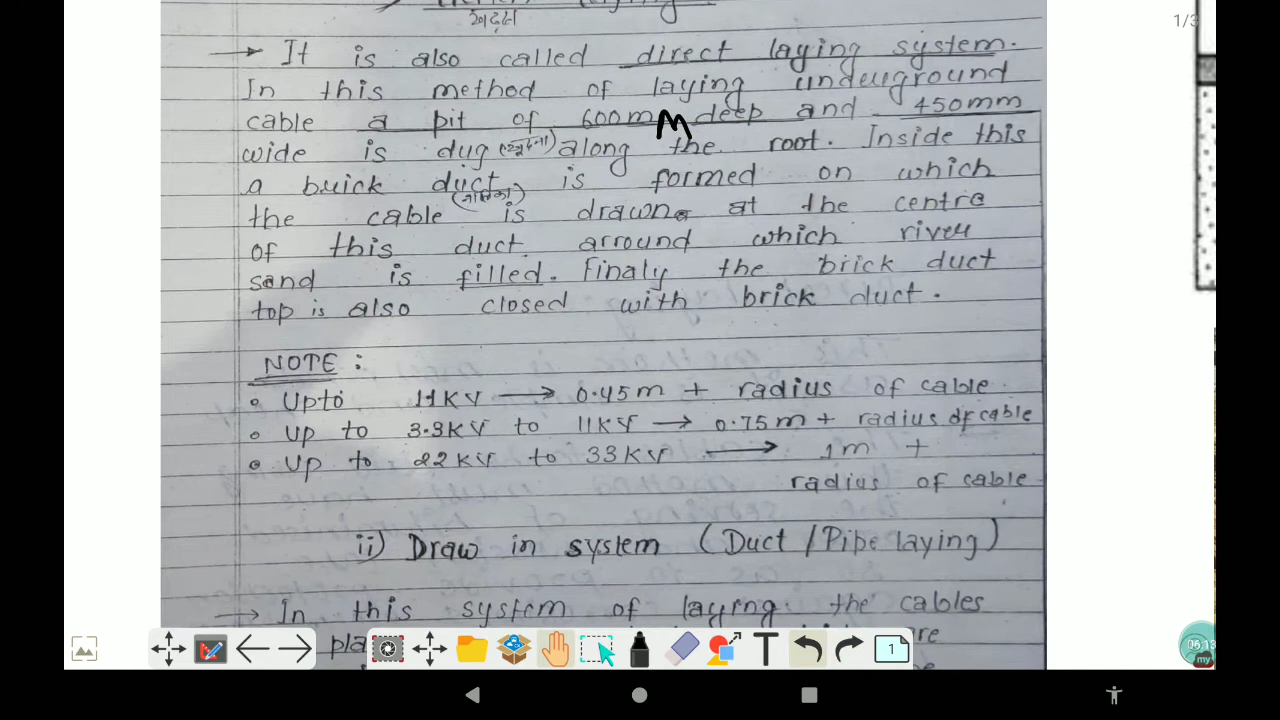 1/3
→ It is also called direct laying system.
In this method of laying underground
cable a pit of 600mM deep and 450mm
wide is dug along the root. Inside this
a brick duct is formed on which
the cable is drawn at the centre
of this duct arround which river
sand is filled. Finaly the brick duct
top is also closed with brick duct.
NOTE :
• Upto 11KV → 0.45m + radius of cable
• Up to 3.3KV to 11KV → 0.75m + radius of cable
• Up to 22KV to 33KV → 1m +
radius of cable
ii) Draw in system (Duct / Pipe laying)
→ In this system of laying the cables
1
06:13
my